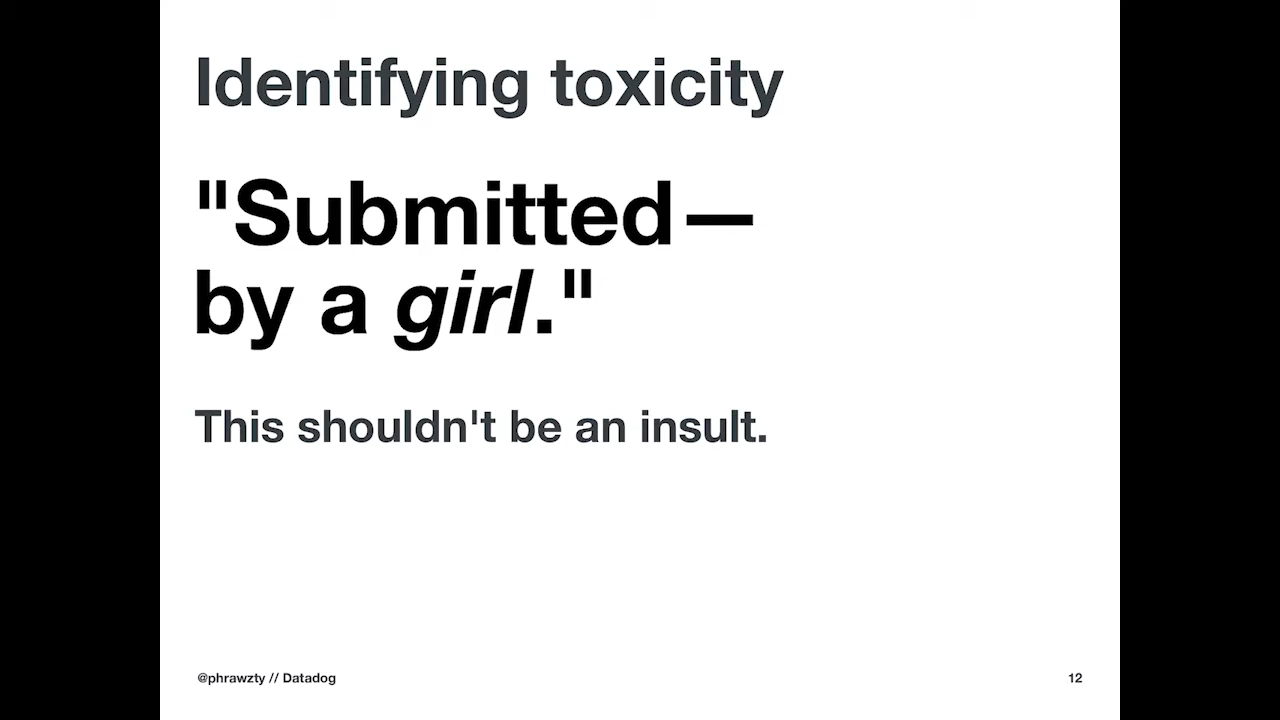 Identifying toxicity
"Submitted—
by a girl."
This shouldn't be an insult.
@phrawzty // Datadog
12